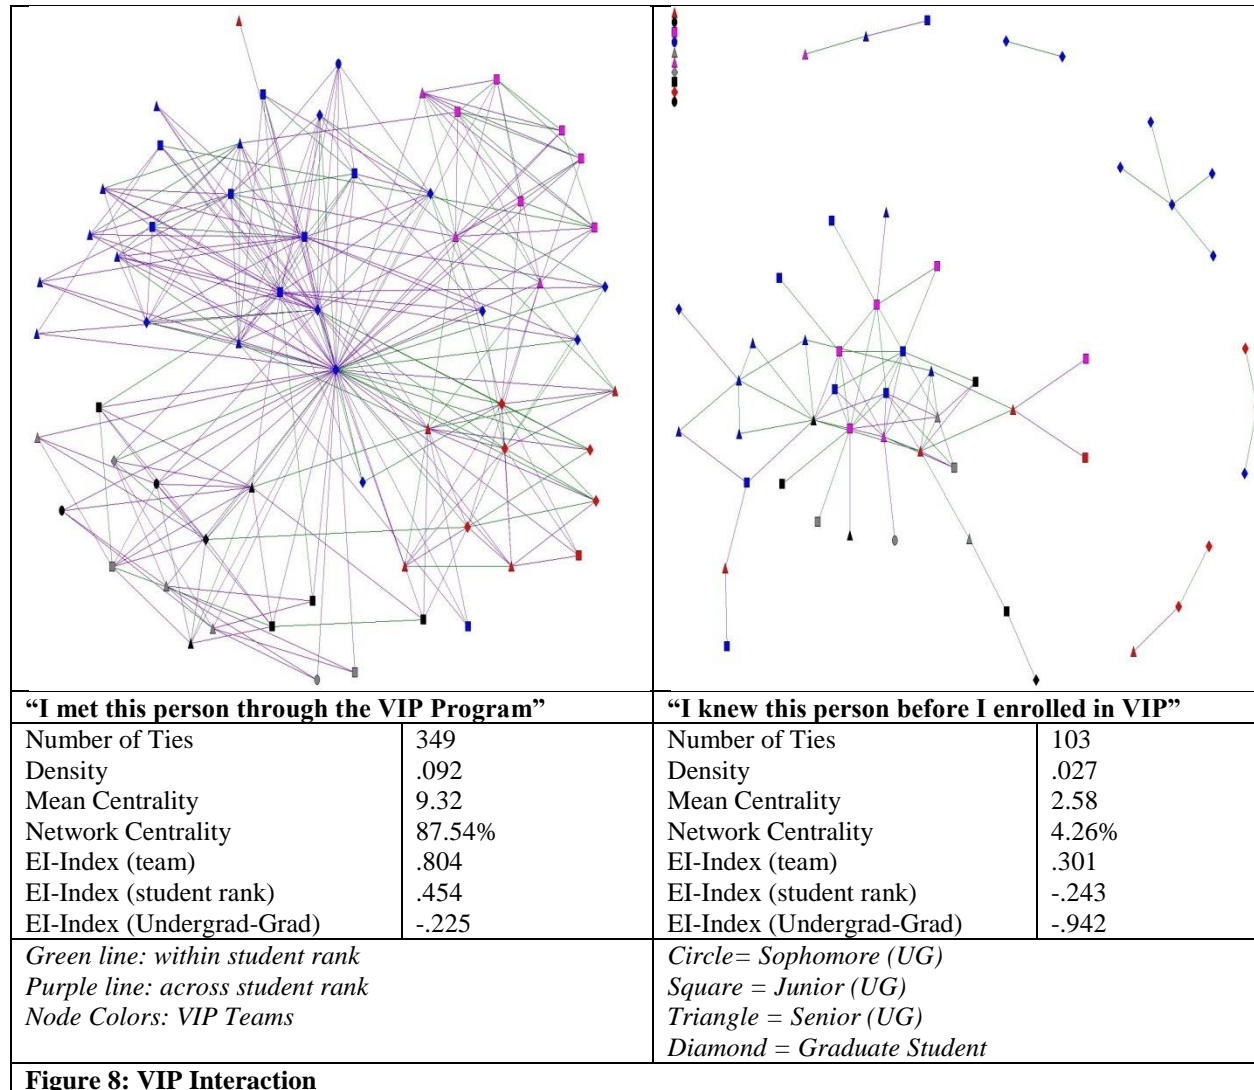 “I met this person through the VIP Program”
“I knew this person before I enrolled in VIP”
Number of Ties 349
Density .092
Mean Centrality 9.32
Network Centrality 87.54%
EI-Index (team) .804
EI-Index (student rank) .454
EI-Index (Undergrad-Grad) -.225
Number of Ties 103
Density .027
Mean Centrality 2.58
Network Centrality 4.26%
EI-Index (team) .301
EI-Index (student rank) -.243
EI-Index (Undergrad-Grad) -.942
Green line: within student rank
Purple line: across student rank
Node Colors: VIP Teams
Circle= Sophomore (UG)
Square = Junior (UG)
Triangle = Senior (UG)
Diamond = Graduate Student
Figure 8: VIP Interaction